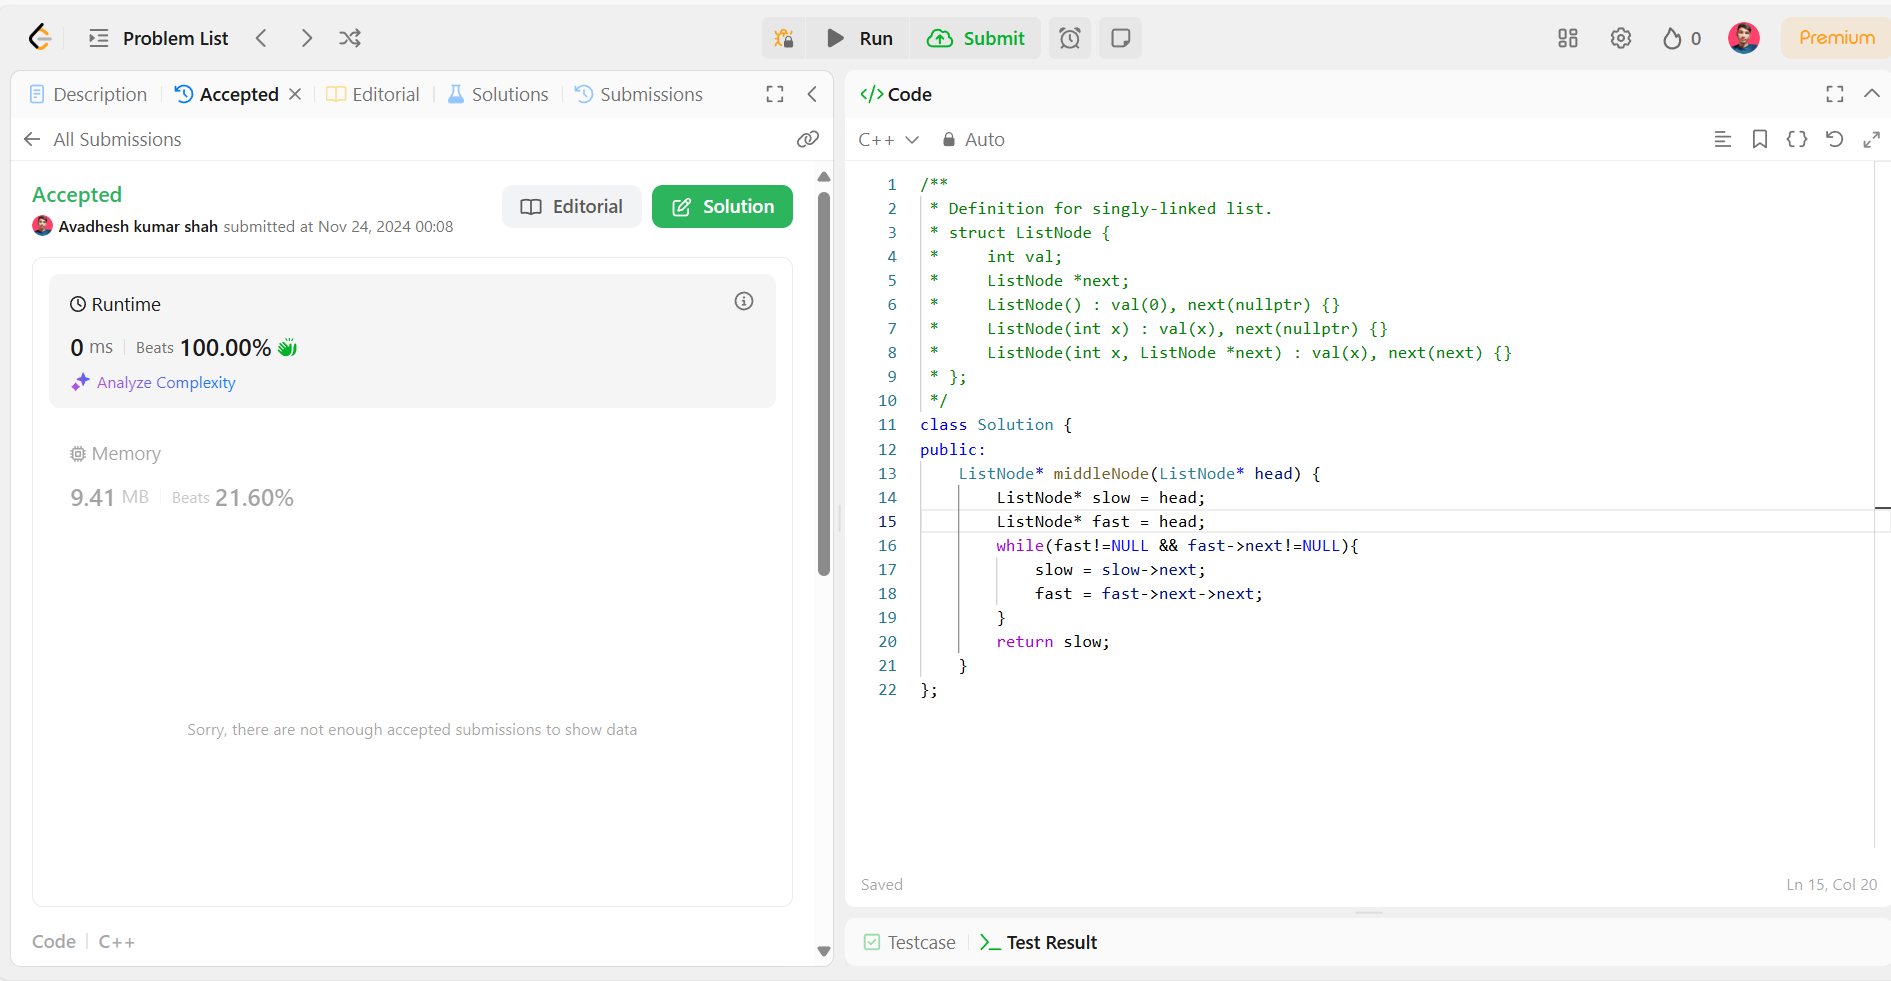 Problem List
Run
Submit
0
Premium
Description
Accepted
Editorial
Solutions
Submissions
All Submissions
Accepted
Avadhesh kumar shah submitted at Nov 24, 2024 00:08
Editorial
Solution
Runtime
0 ms
Beats 100.00%
Analyze Complexity
Memory
9.41 MB
Beats 21.60%
Sorry, there are not enough accepted submissions to show data
Code
C++
</> Code
C++
Auto
1 /**
2  * Definition for singly-linked list.
3  * struct ListNode {
4  *     int val;
5  *     ListNode *next;
6  *     ListNode() : val(0), next(nullptr) {}
7  *     ListNode(int x) : val(x), next(nullptr) {}
8  *     ListNode(int x, ListNode *next) : val(x), next(next) {}
9  * };
10  */
11 class Solution {
12 public:
13     ListNode* middleNode(ListNode* head) {
14         ListNode* slow = head;
15         ListNode* fast = head;
16         while(fast!=NULL && fast->next!=NULL){
17             slow = slow->next;
18             fast = fast->next->next;
19         }
20         return slow;
21     }
22 };
Saved
Ln 15, Col 20
Testcase
Test Result